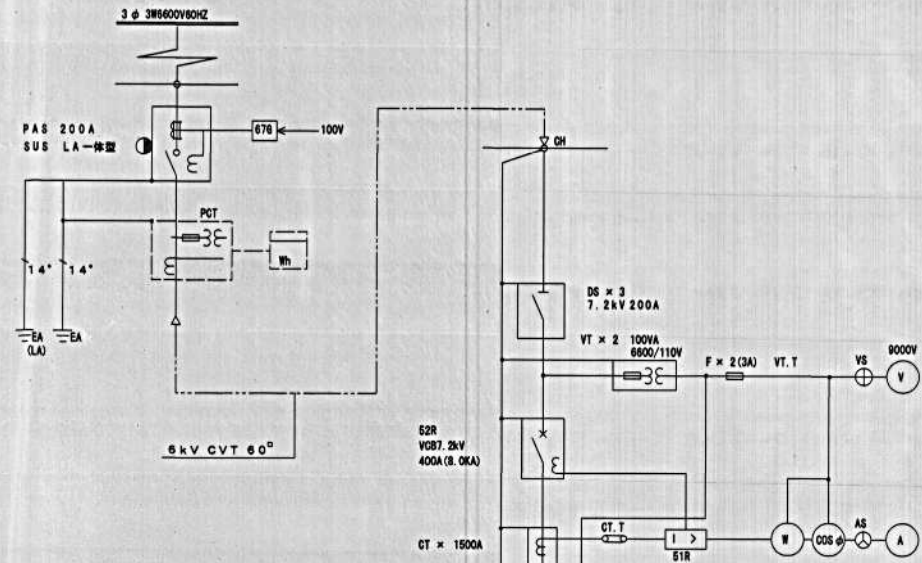 3 φ 3W6600V60HZ
PAS 200A
SUS LA一体型
67G
100V
PCT
Wh
14°
14°
EA
(LA)
EA
6kV CVT 60□
CH
DS × 3
7.2kV 200A
VT × 2 100VA
6600/110V
F × 2(3A)
VT.T
VS
9000V
V
52R
VCB7.2kV
400A(8.0KA)
CT × 1500A
CT.T
I >
51R
W
COS φ
AS
A